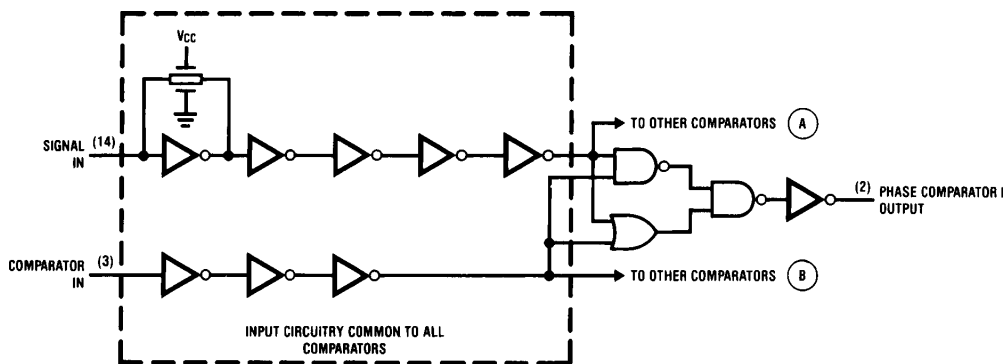 VCC
SIGNAL IN
(14)
TO OTHER COMPARATORS A
(2)
PHASE COMPARATOR I
OUTPUT
COMPARATOR IN
(3)
TO OTHER COMPARATORS B
INPUT CIRCUITRY COMMON TO ALL
COMPARATORS